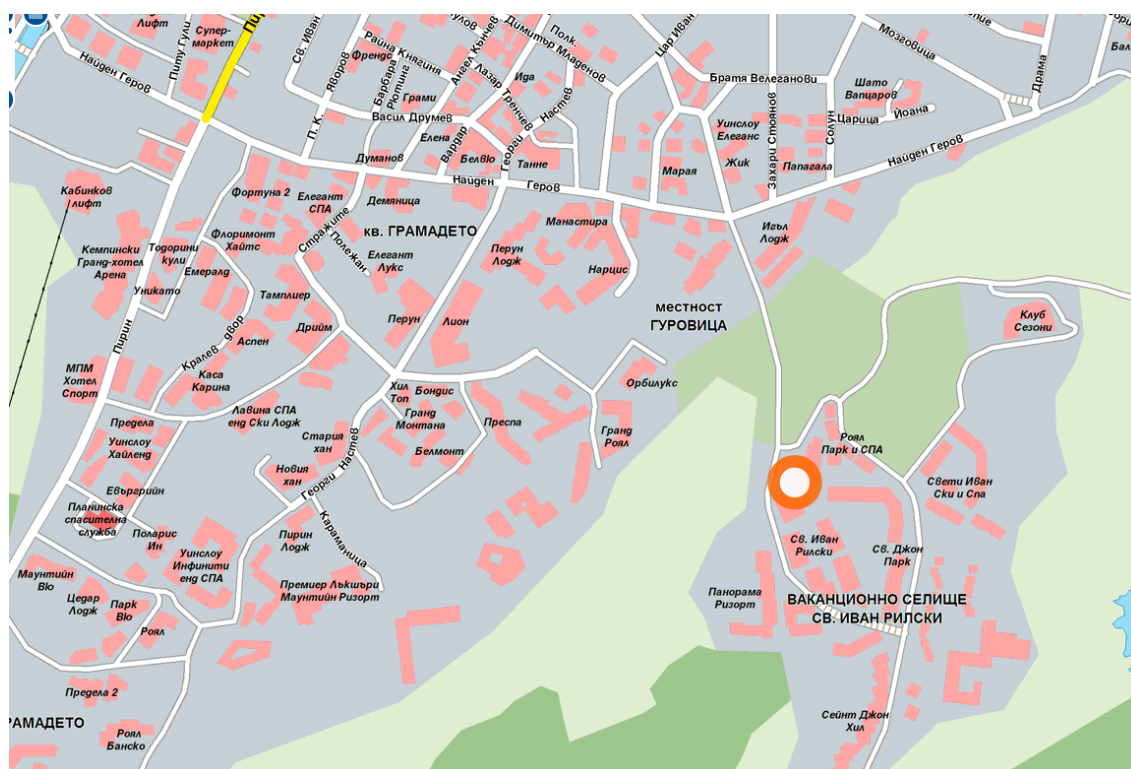 Лифт
Супер-
маркет
Питу Гули
Найден Геров
Св. Иван
П. К. Яворов
Райна Княгиня
Френдс
Барбара
Рютинг
Грами
Васил Друмев
Ангел Кънчев
Лазар Тренчев
Димитър Младенов
Полк.
Ида
Георги Настев
Елена
Вардар
Белвю
Танне
Думанов
Найден Геров
Цар Иван
Братя Велеганови
Мозговица
Драма
Шато
Вапцаров
Царица Йоана
Солун
Захари Стоянов
Уинслоу
Елеганс
Жик
Папагала
Марая
Найден Геров
Кабинков
лифт
Фортуна 2
Елегант
СПА
Демяница
Стражите
Полежан
кв. ГРАМАДЕТО
Флоримонт
Хайтс
Тодорини
кули
Кемпински
Гранд-хотел
Арена
Емералд
Уникато
Тамплиер
Елегант
Лукс
Перун
Лодж
Манастира
Нарцис
Игъл
Лодж
местност
ГУРОВИЦА
Клуб
Сезони
Пирин
Кралев двор
Аспен
Дрийм
Перун
Лион
МПМ
Хотел
Спорт
Каса
Карина
Хил
Топ
Бондис
Гранд
Монтана
Белмонт
Преспа
Орбилукс
Гранд
Роял
Лавина СПА
енд Ски Лодж
Стария
хан
Новия
хан
Георги Настев
Караманица
Предела
Уинслоу
Хайленд
Евъргрийн
Планинска
спасителна
служба
Поларис
Ин
Уинслоу
Инфинити
енд СПА
Пирин
Лодж
Премиер Лъкшъри
Маунтийн Ризорт
Маунтийн
Вю
Цедар
Лодж
Парк
Вю
Роял
Предела 2
РАМАДЕТО
Роял
Банско
Роял
Парк и СПА
Свети Иван
Ски и Спа
Св. Иван
Рилски
Св. Джон
Парк
Панорама
Ризорт
ВАКАНЦИОННО СЕЛИЩЕ
СВ. ИВАН РИЛСКИ
Сейнт Джон
Хил